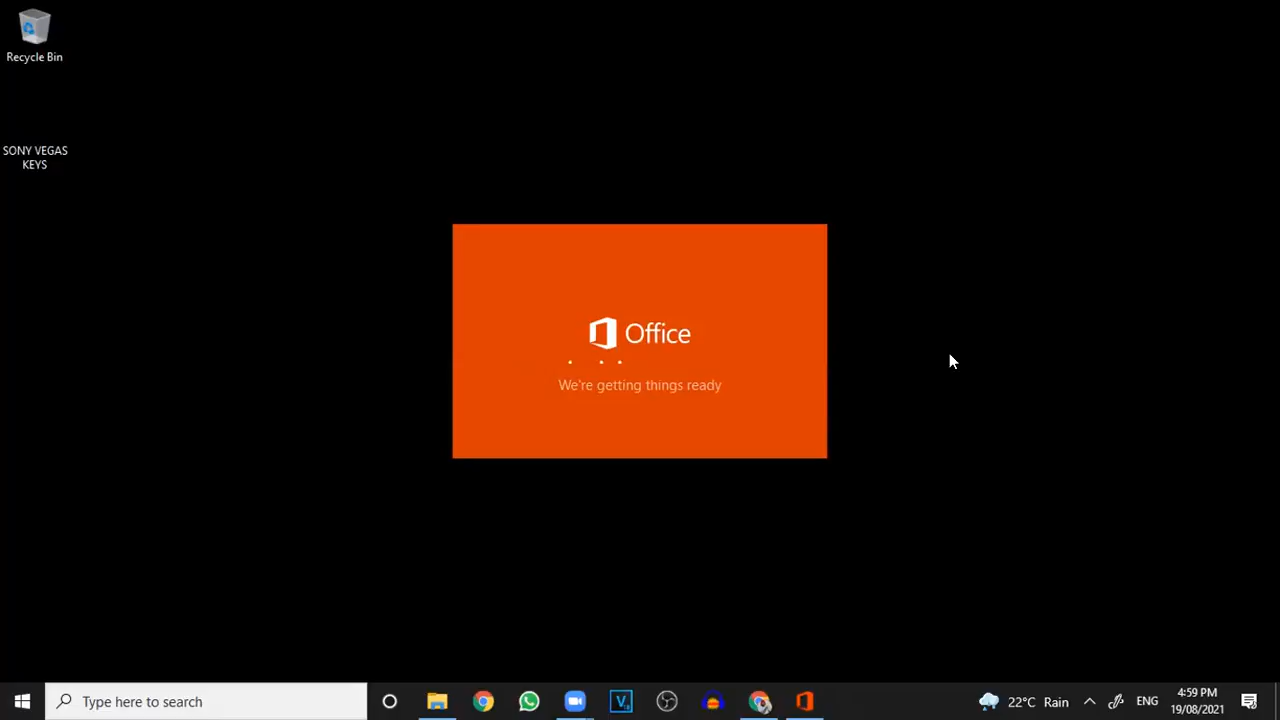 Recycle Bin
SONY VEGAS
KEYS
Office
We're getting things ready
Type here to search
22°C Rain
ENG
4:59 PM
19/08/2021